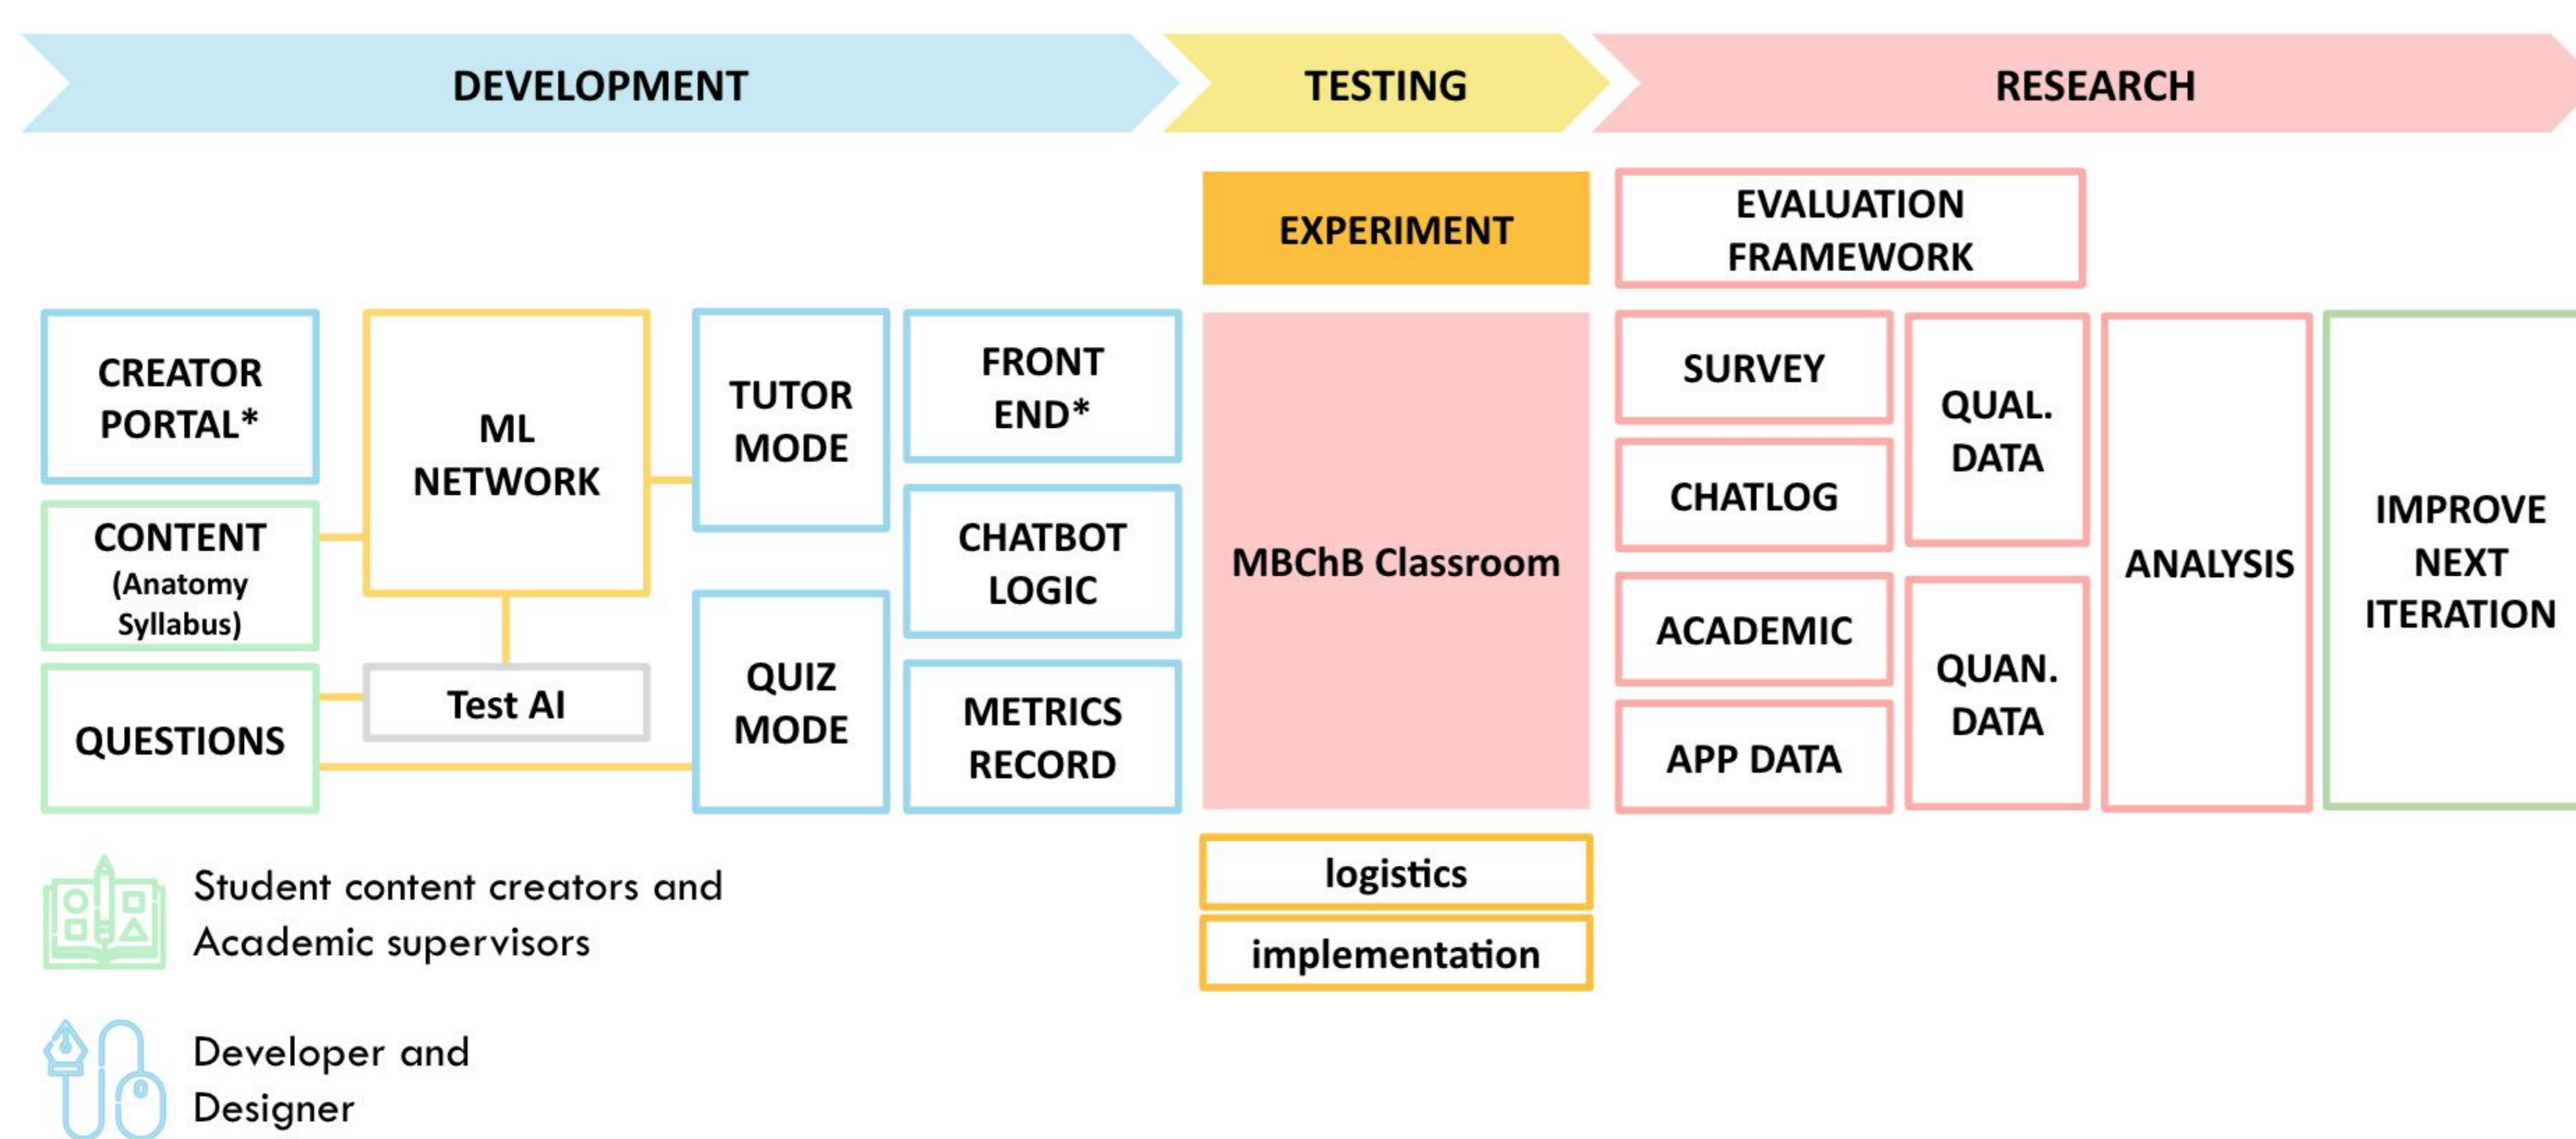 DEVELOPMENT
TESTING
RESEARCH
EXPERIMENT
EVALUATION
FRAMEWORK
CREATOR
PORTAL*
CONTENT
(Anatomy
Syllabus)
QUESTIONS
ML
NETWORK
Test AI
TUTOR
MODE
QUIZ
MODE
FRONT
END*
CHATBOT
LOGIC
METRICS
RECORD
MBChB Classroom
logistics
implementation
SURVEY
CHATLOG
ACADEMIC
APP DATA
QUAL.
DATA
QUAN.
DATA
ANALYSIS
IMPROVE
NEXT
ITERATION
Student content creators and
Academic supervisors
Developer and
Designer